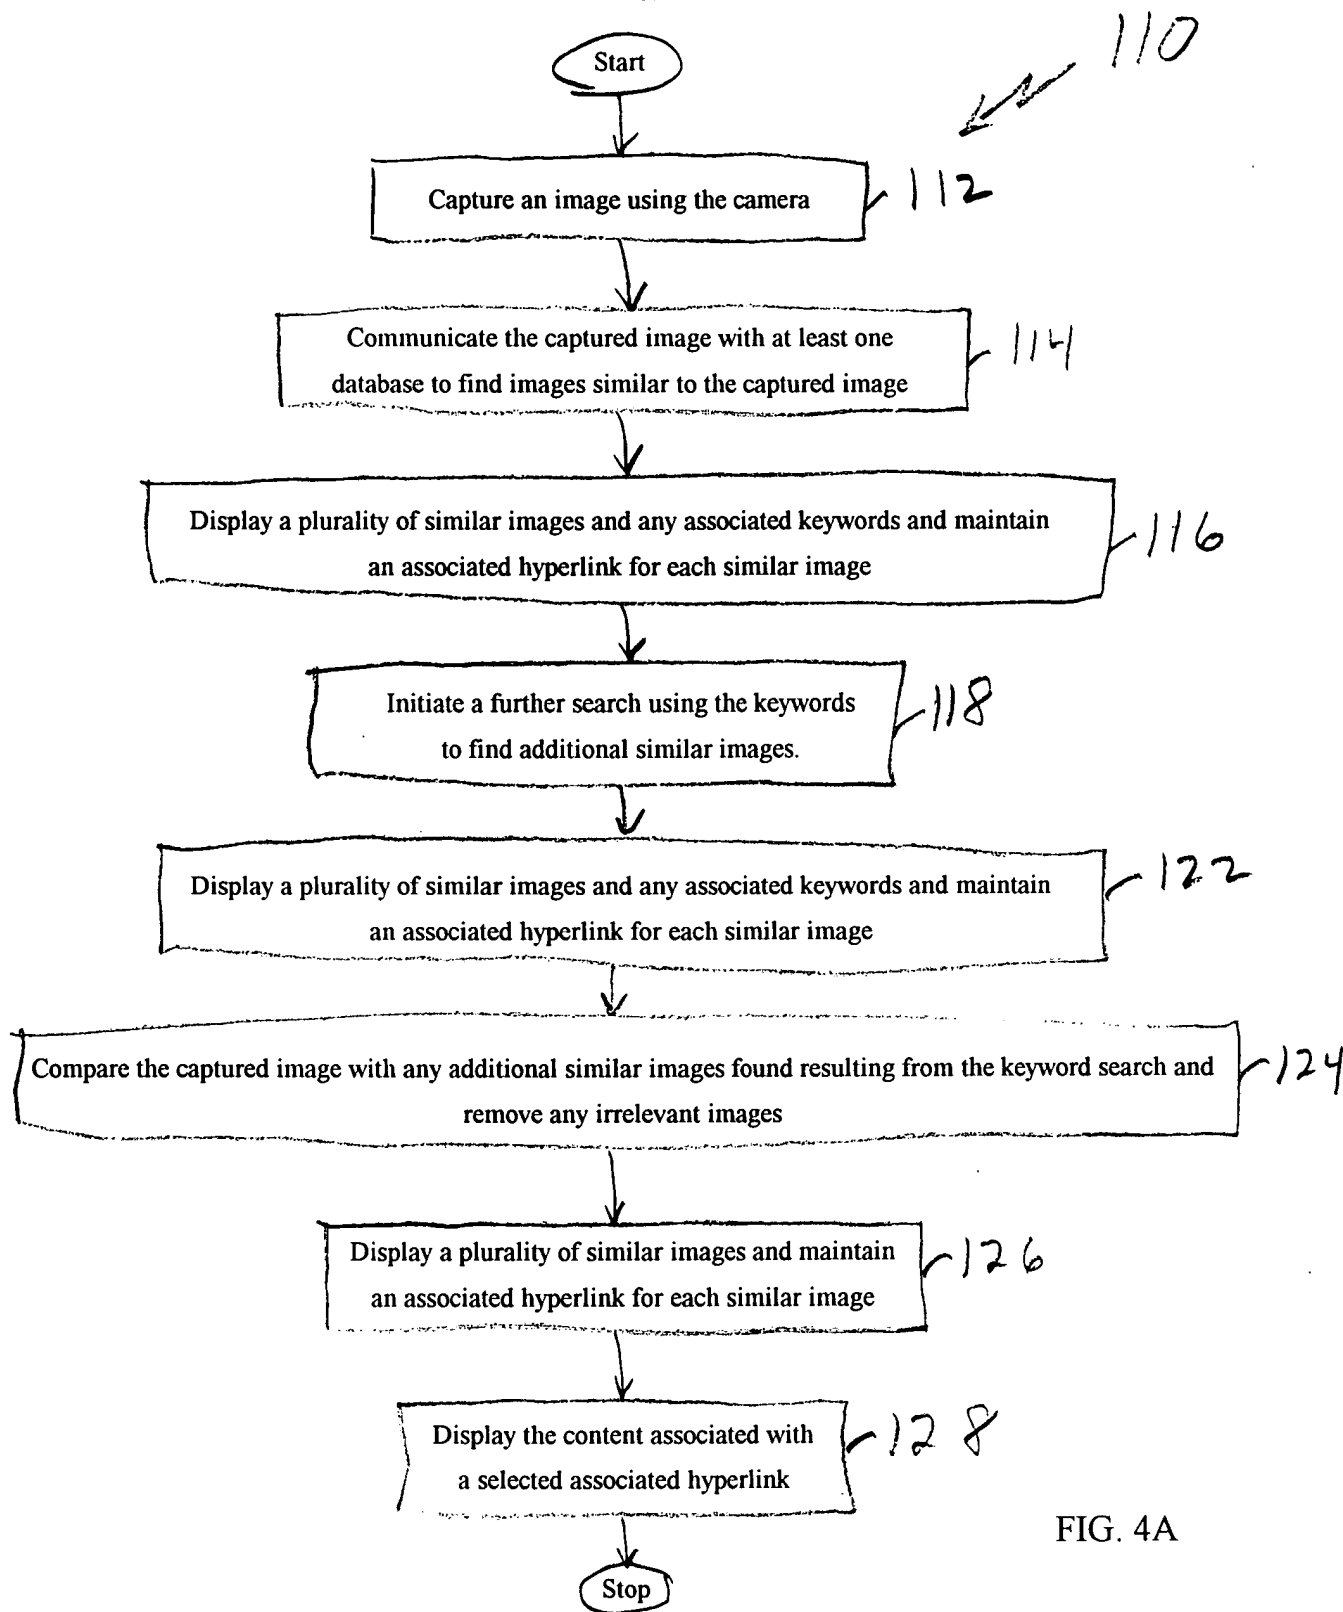 110
Start
Capture an image using the camera
112
Communicate the captured image with at least one
database to find images similar to the captured image
114
Display a plurality of similar images and any associated keywords and maintain
an associated hyperlink for each similar image
116
Initiate a further search using the keywords
to find additional similar images.
118
Display a plurality of similar images and any associated keywords and maintain
an associated hyperlink for each similar image
122
Compare the captured image with any additional similar images found resulting from the keyword search and
remove any irrelevant images
124
Display a plurality of similar images and maintain
an associated hyperlink for each similar image
126
Display the content associated with
a selected associated hyperlink
128
FIG. 4A
Stop